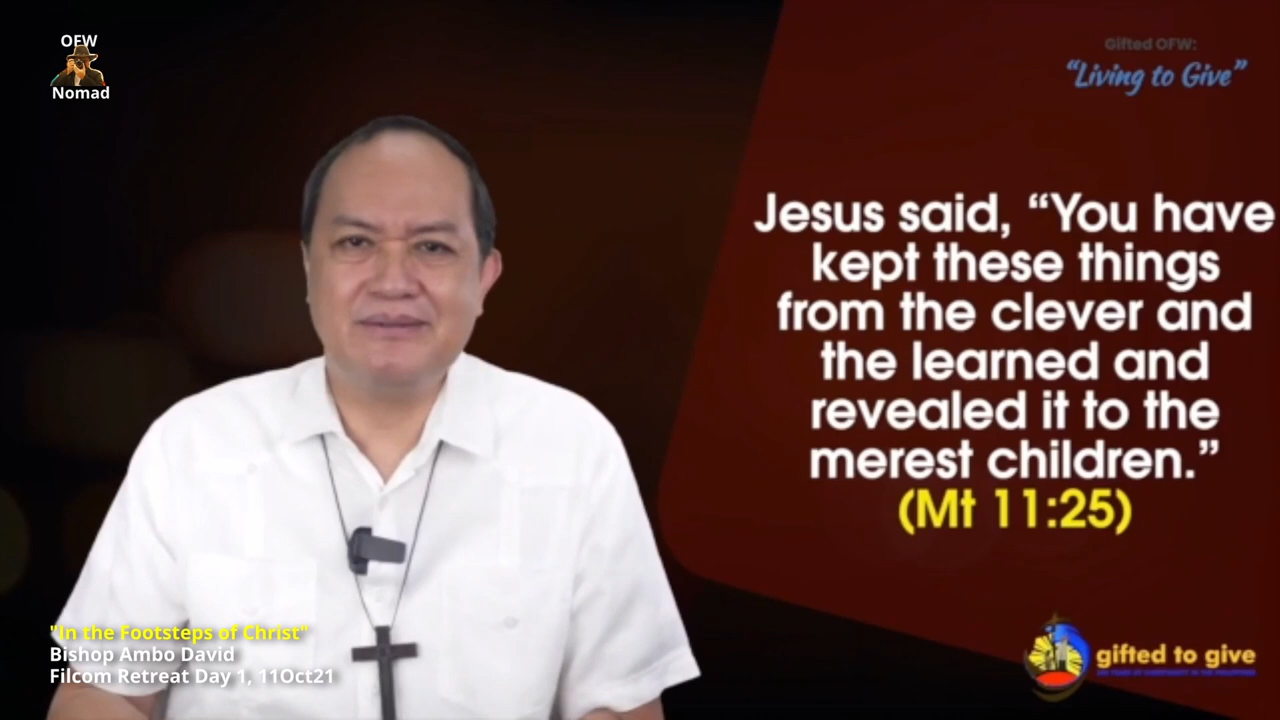 OFW
Nomad
Gifted OFW:
“Living to Give”
Jesus said, “You have
kept these things
from the clever and
the learned and
revealed it to the
merest children.”
(Mt 11:25)
"In the Footsteps of Christ"
Bishop Ambo David
Filcom Retreat Day 1, 11Oct21
gifted to give